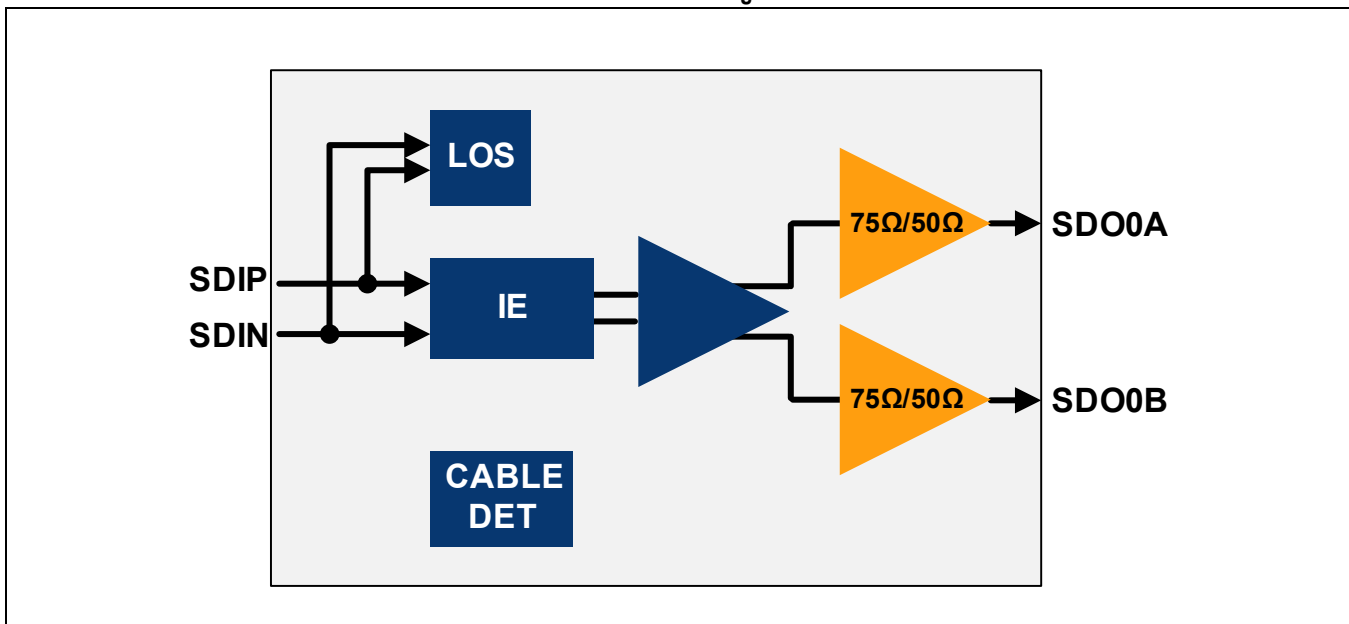 LOS
75Ω/50Ω
SDO0A
SDIP
IE
SDIN
75Ω/50Ω
SDO0B
CABLE
DET